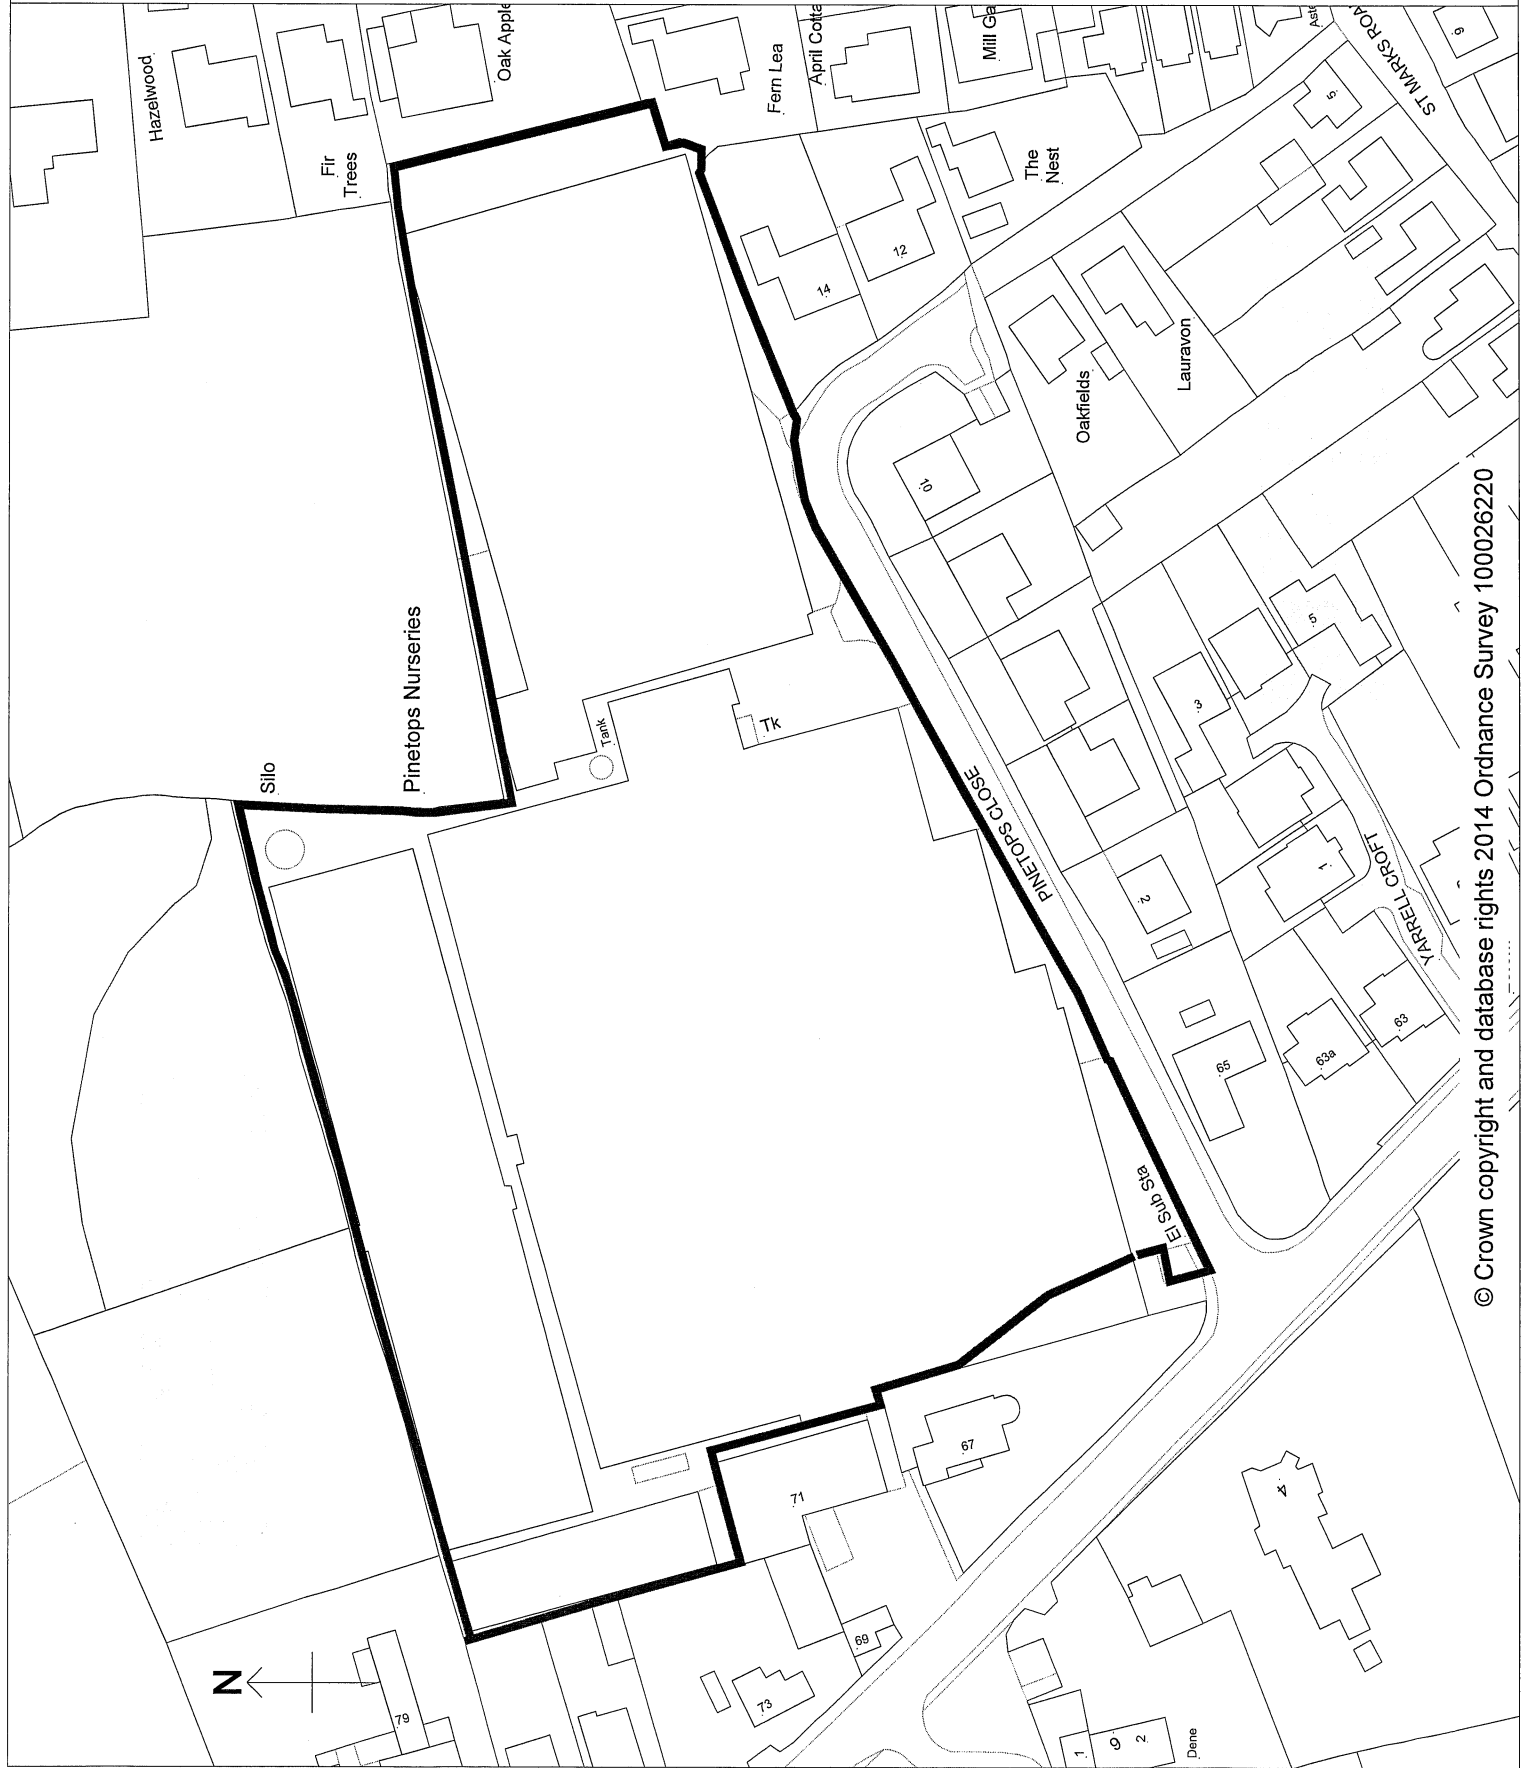 Hazelwood
Fir
Trees
Oak Apple
Fern Lea
April Cotta
Mill Ga
Aste
ST MARKS ROA
9
5
The
Nest
12
14
Oakfields
Lauravon
10
Silo
Pinetops Nurseries
Tank
Tk
PINETOPS CLOSE
2
3
5
1
YARRELL CROFT
63
63a
65
El Sub Sta
67
71
69
73
79
N
4
1
9
2
Dene
© Crown copyright and database rights 2014 Ordnance Survey 100026220